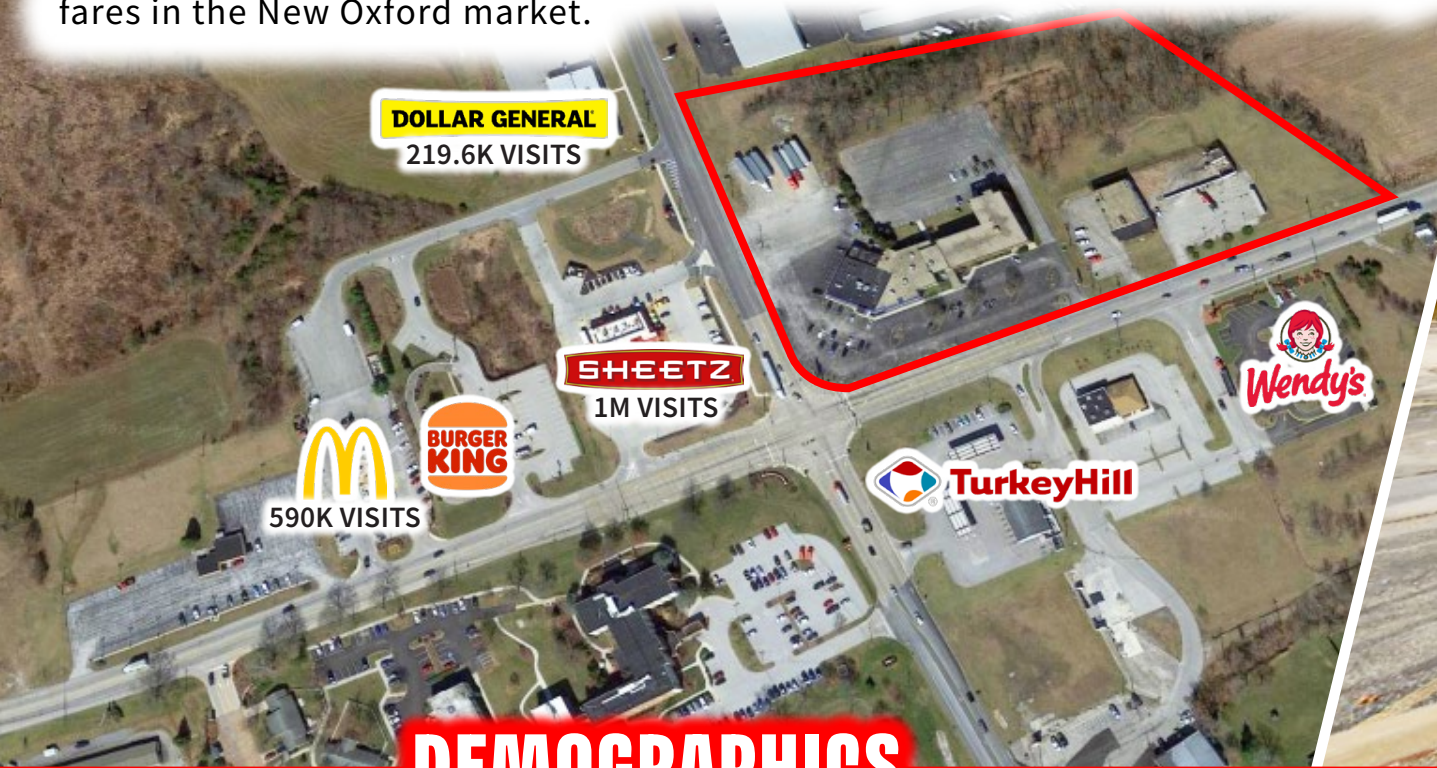 fares in the New Oxford market.
DOLLAR GENERAL
219.6K VISITS
SHEETZ
1M VISITS
Wendy's
BURGER
KING
TurkeyHill
590K VISITS
DEMOGRAPHICS